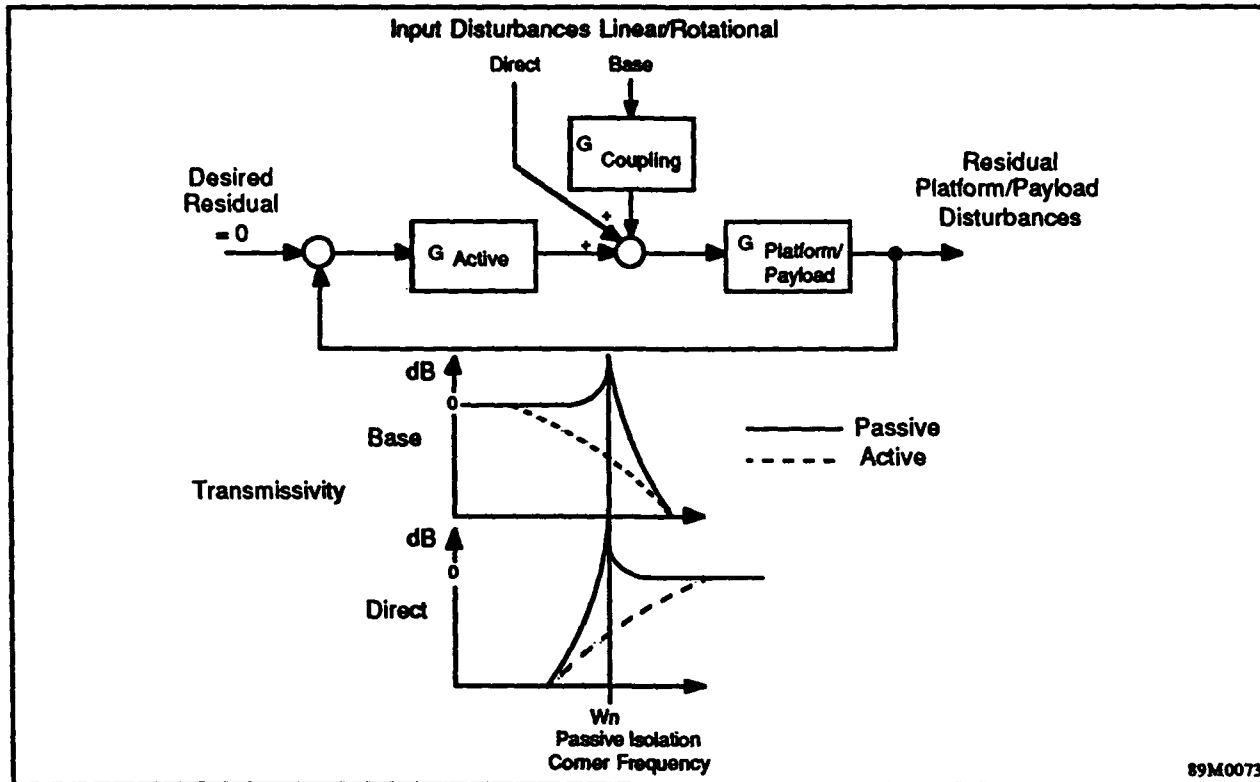 Input Disturbances Linear/Rotational
Direct
Base
G Coupling
Desired
Residual
= 0
G Active
+
+
G Platform/
Payload
Residual
Platform/Payload
Disturbances
dB
0
Base
Passive
Active
Transmissivity
dB
0
Direct
Wn
Passive Isolation
Corner Frequency
89M0073